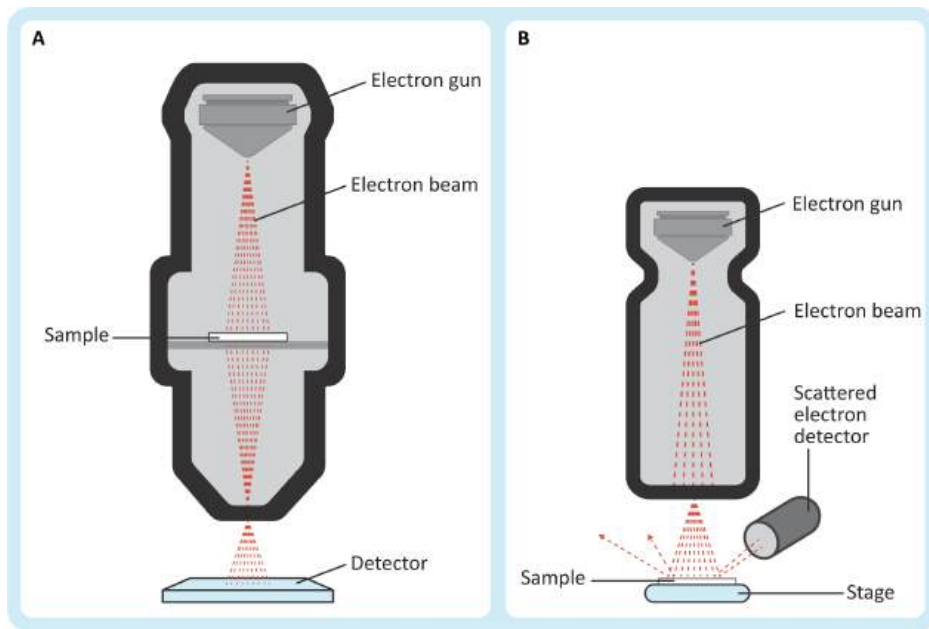 A
Electron gun
Electron beam
Sample
Detector
B
Electron gun
Electron beam
Scattered
electron
detector
Sample
Stage